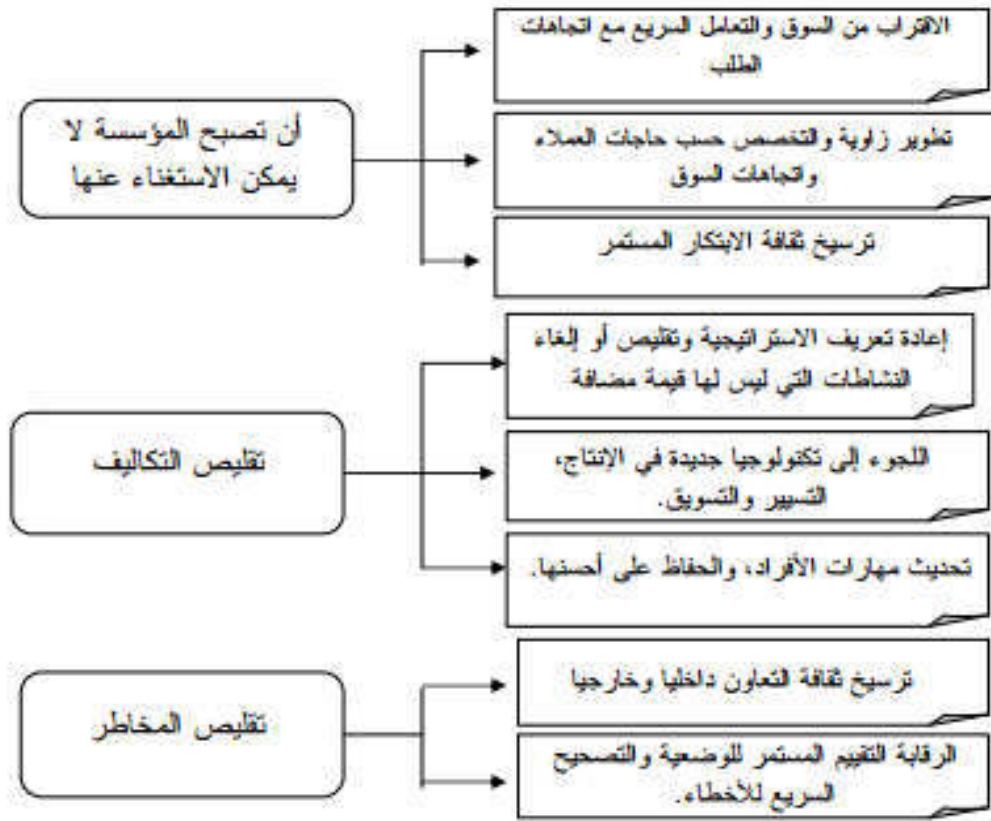 أن تصبح المؤسسة لا
يمكن الاستغناء عنها
الاقتراب من السوق والتعامل السريع مع اتجاهات
الطلب
تطوير زاوية والتخصص حسب حاجات العملاء
واتجاهات السوق
ترسيخ ثقافة الابتكار المستمر
تقليص التكاليف
إعادة تعريف الاستراتيجية وتقليص أو إلغاء
النشاطات التي ليس لها قيمة مضافة
اللجوء إلى تكنولوجيا جديدة في الإنتاج،
التسيير والتسويق.
تحديث مهارات الأفراد، والحفاظ على أحسنها.
تقليص المخاطر
ترسيخ ثقافة التعاون داخليا وخارجيا
الرقابة التقييم المستمر للوضعية والتصحيح
السريع للأخطاء.